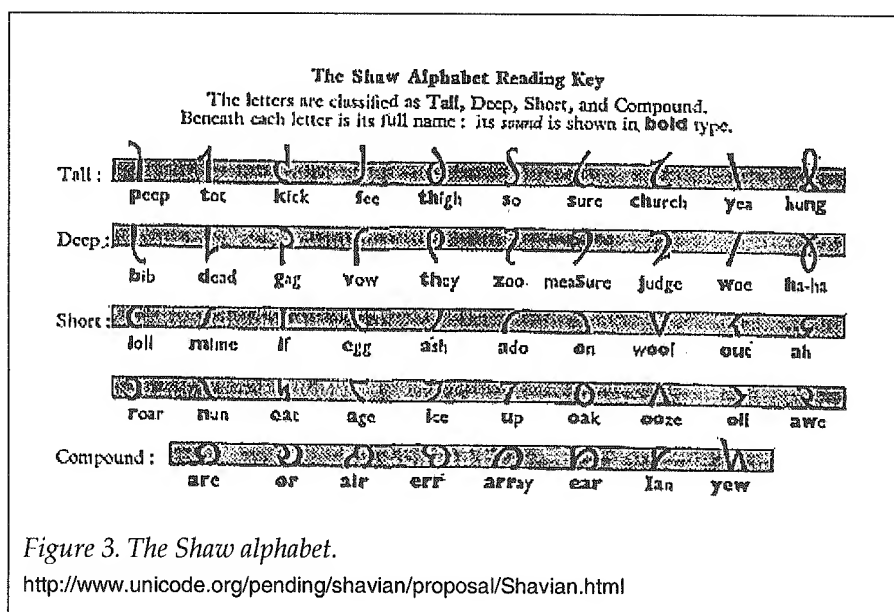 The Shaw Alphabet Reading Key
The letters are classified as Tall, Deep, Short, and Compound.
Beneath each letter is its full name: its sound is shown in bold type.
Tall:
peep tot kick fee thigh so sure church yea hung
Deep:
bib dead gag vow they zoo measure judge woe ha-ha
Short:
loll mime if egg ash ado on wool out ah
roar nun eat age ice up oak ooze oil awe
Compound:
are or air err array ear Ian yew
Figure 3. The Shaw alphabet.
http://www.unicode.org/pending/shavian/proposal/Shavian.html